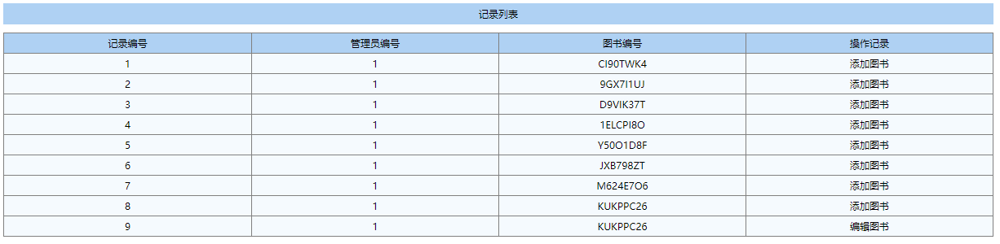 记录列表
记录编号 管理员编号 图书编号 操作记录
1 1 CI90TWK4 添加图书
2 1 9GX7I1UJ 添加图书
3 1 D9VIK37T 添加图书
4 1 1ELCPI8O 添加图书
5 1 Y50O1D8F 添加图书
6 1 JXB798ZT 添加图书
7 1 M624E7O6 添加图书
8 1 KUKPPC26 添加图书
9 1 KUKPPC26 编辑图书